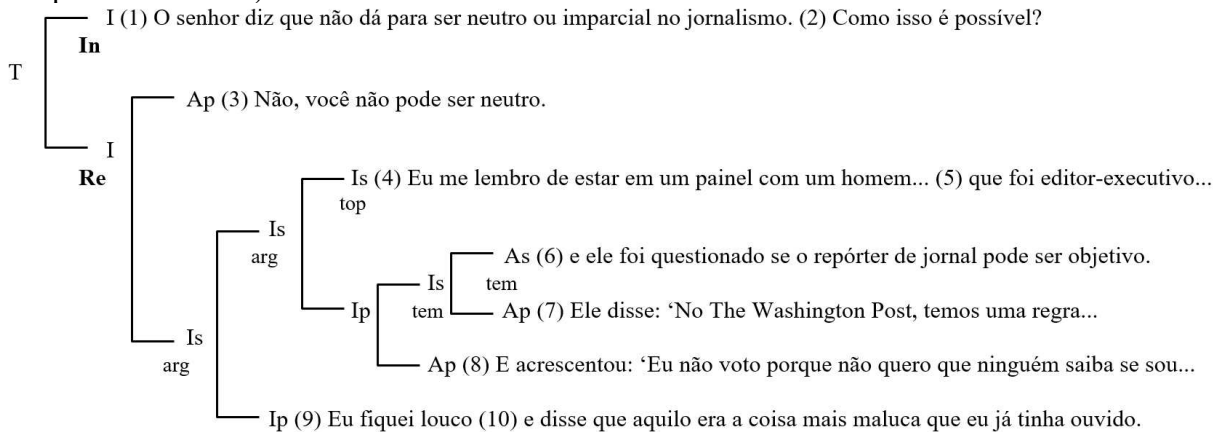 I (1) O senhor diz que não dá para ser neutro ou imparcial no jornalismo. (2) Como isso é possível?
In
T
Ap (3) Não, você não pode ser neutro.
I
Re
Is (4) Eu me lembro de estar em um painel com um homem... (5) que foi editor-executivo...
top
Is
arg
As (6) e ele foi questionado se o repórter de jornal pode ser objetivo.
Is
tem
Ip
tem
Ap (7) Ele disse: ‘No The Washington Post, temos uma regra...
Is
arg
Ap (8) E acrescentou: ‘Eu não voto porque não quero que ninguém saiba se sou...
Ip (9) Eu fiquei louco (10) e disse que aquilo era a coisa mais maluca que eu já tinha ouvido.